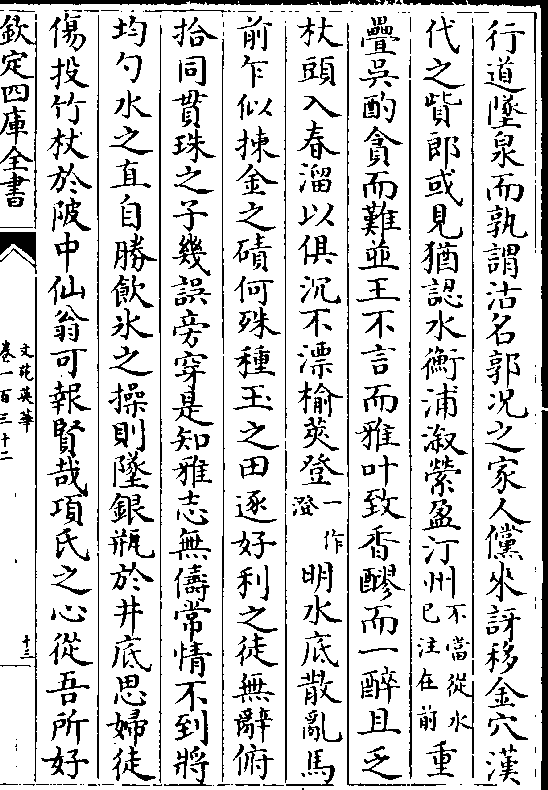 行道墜泉而孰謂沽名郭况之家人儻來訝移金穴漢
代之貲郎或見猶認水衡浦溆縈盈汀州不當從水已注在前重
疊吳酌貪而難並王不言而雅叶致香醪而一醉且乏
杖頭入春溜以俱沉不漂榆莢登一作澄明水底散亂馬
前乍似揀金之磧何殊種玉之田逐好利之徒無辭俯
拾同貫珠之子幾誤旁穿是知雅志無儔常情不到將
均勺水之直自勝飲氷之操則墜銀瓶於井底思婦徒
傷投竹杖於陂中仙翁可報賢哉項氏之心從吾所好
欽定四庫全書
文苑英華
卷一百三十二
十三